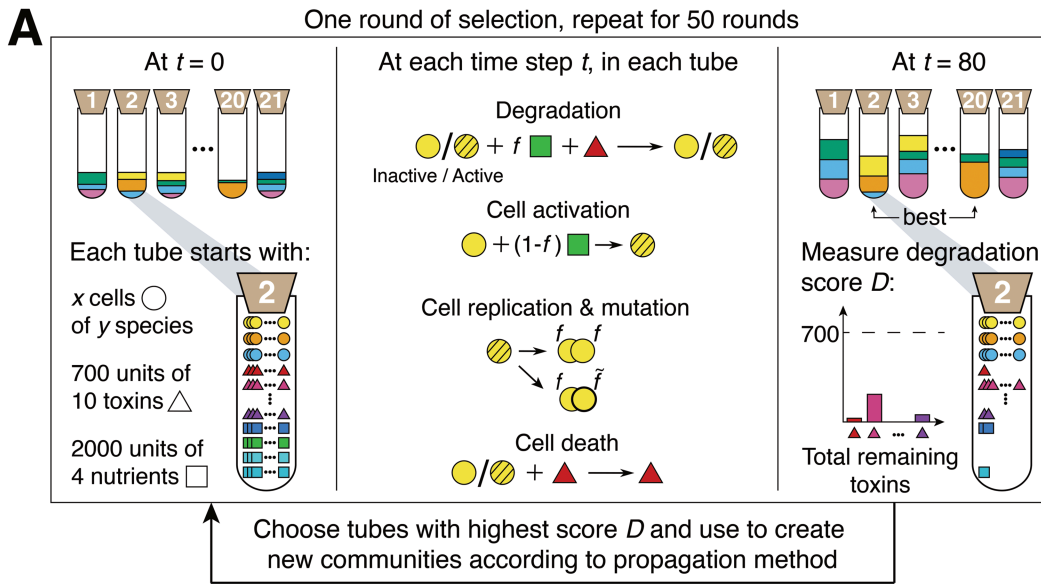 A
One round of selection, repeat for 50 rounds
At t = 0
1 2 3 ••• 20 21
Each tube starts with:
x cells
of y species
700 units of
10 toxins
2000 units of
4 nutrients
2
At each time step t, in each tube
Degradation
/ + f + → /
Inactive / Active
Cell activation
+ (1-f) →
Cell replication & mutation
f f
f f̃
Cell death
/ + →
At t = 80
1 2 3 ••• 20 21
best
Measure degradation
score D:
2
700
•••
Total remaining
toxins
Choose tubes with highest score D and use to create
new communities according to propagation method